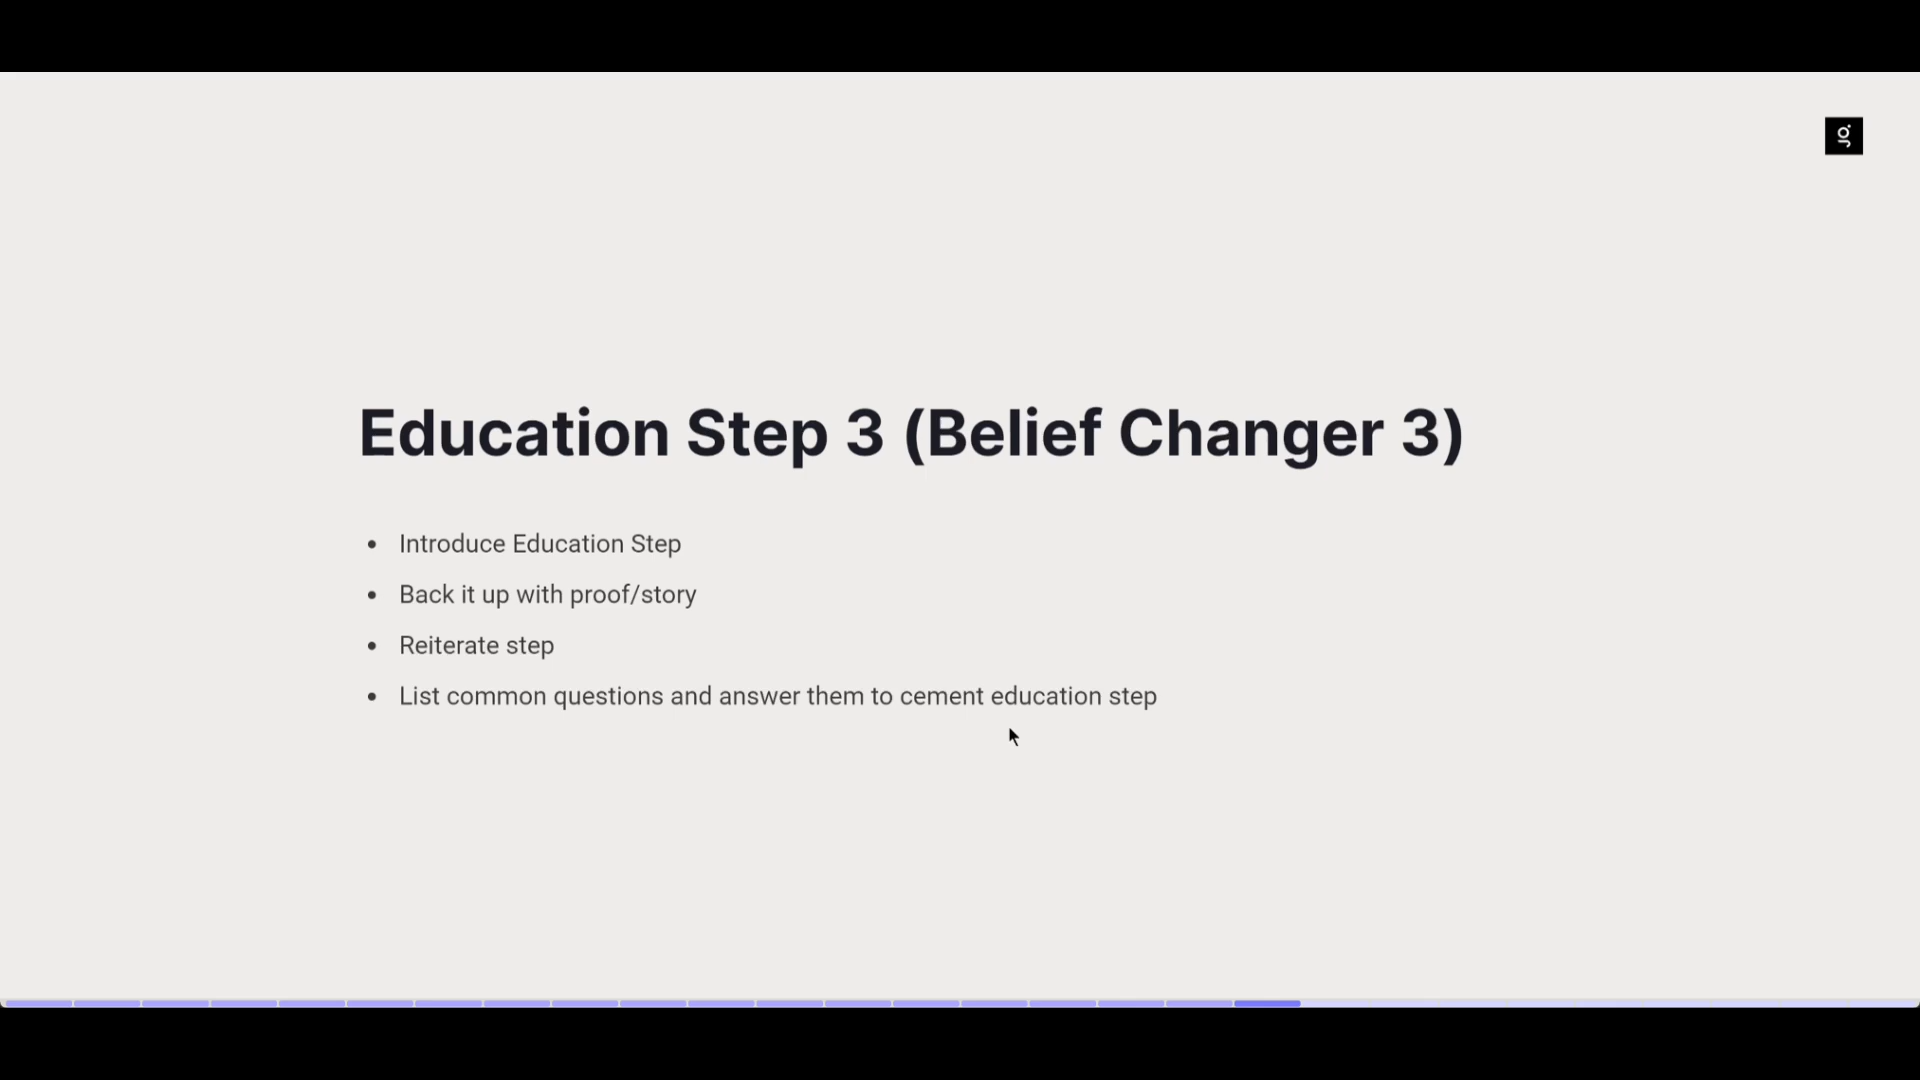 g.
Education Step 3 (Belief Changer 3)
• Introduce Education Step
• Back it up with proof/story
• Reiterate step
• List common questions and answer them to cement education step